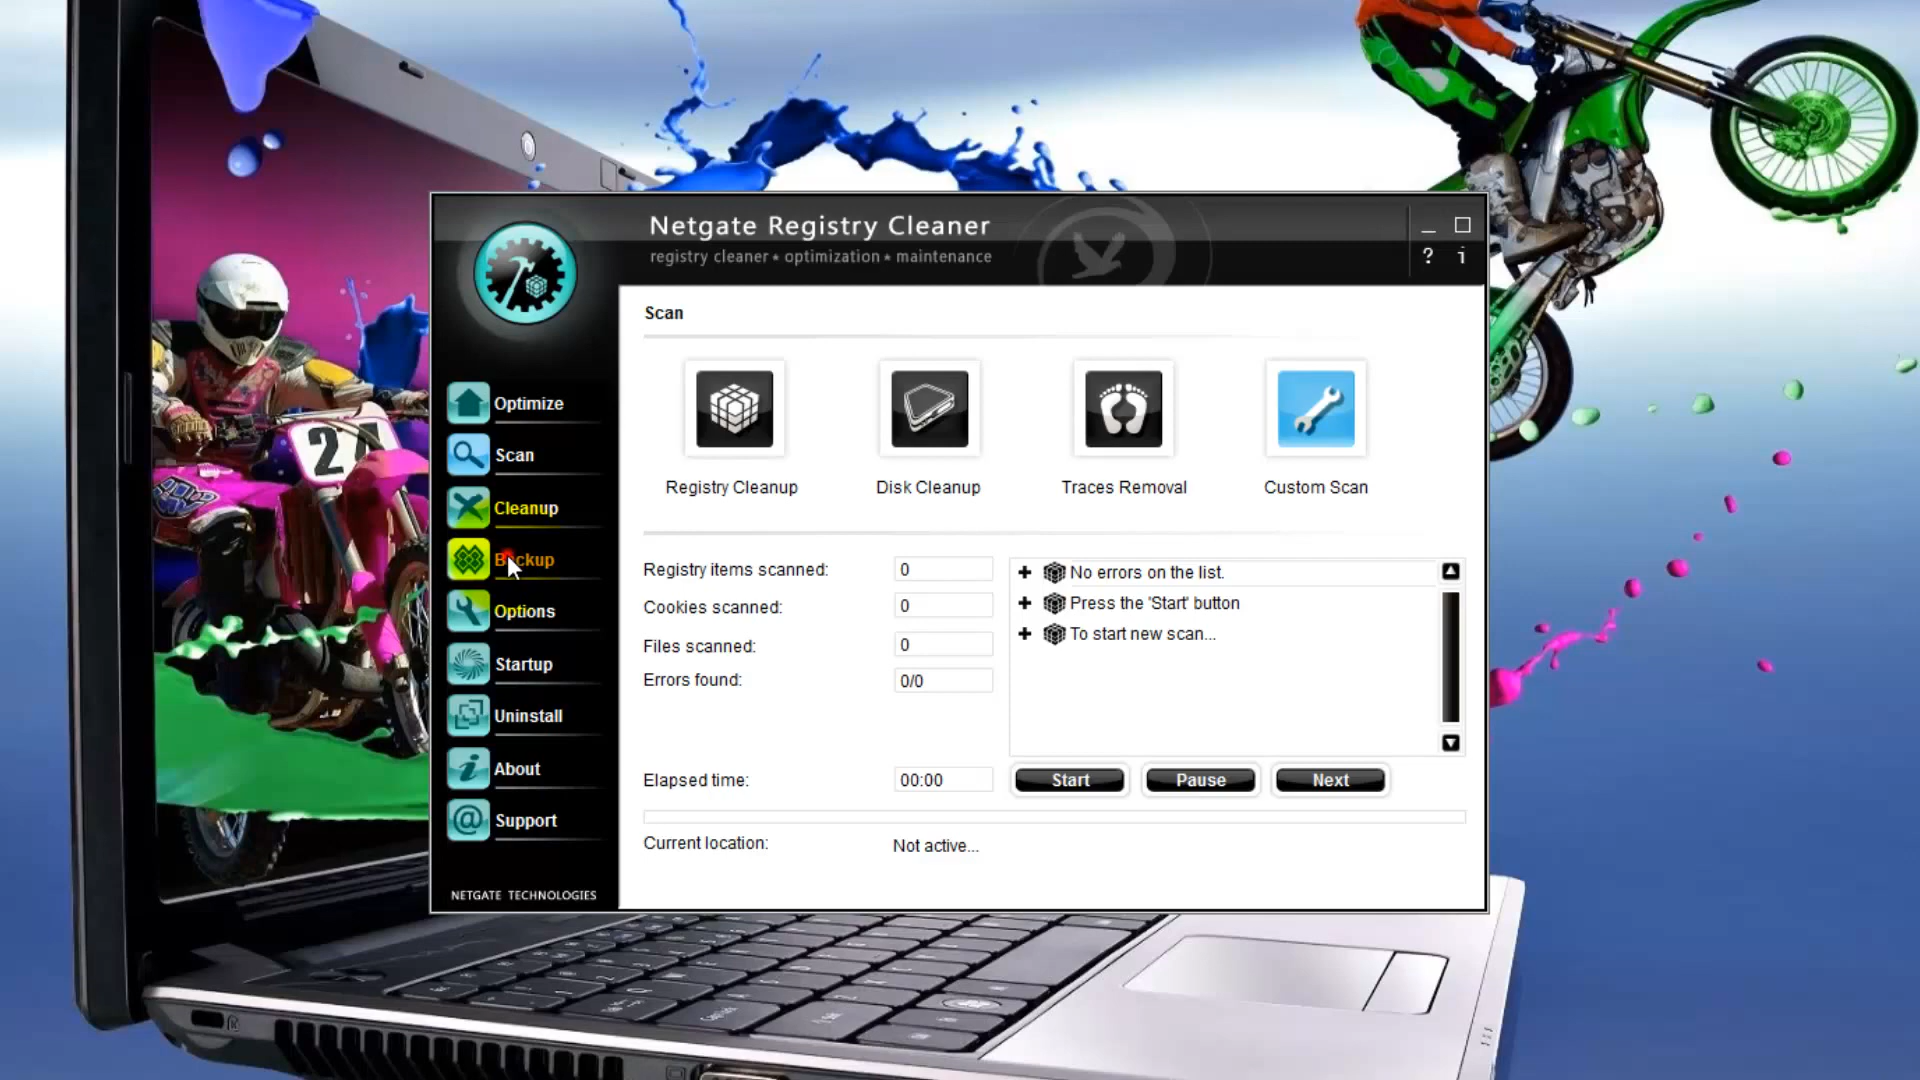 Netgate Registry Cleaner
registry cleaner • optimization • maintenance
? i
Scan
Registry Cleanup
Disk Cleanup
Traces Removal
Custom Scan
Optimize
Scan
Cleanup
Backup
Options
Startup
Uninstall
About
Support
NETGATE TECHNOLOGIES
Registry items scanned: 0
Cookies scanned: 0
Files scanned: 0
Errors found: 0/0
No errors on the list.
Press the 'Start' button
To start new scan...
Elapsed time: 00:00
Start
Pause
Next
Current location: Not active...
24